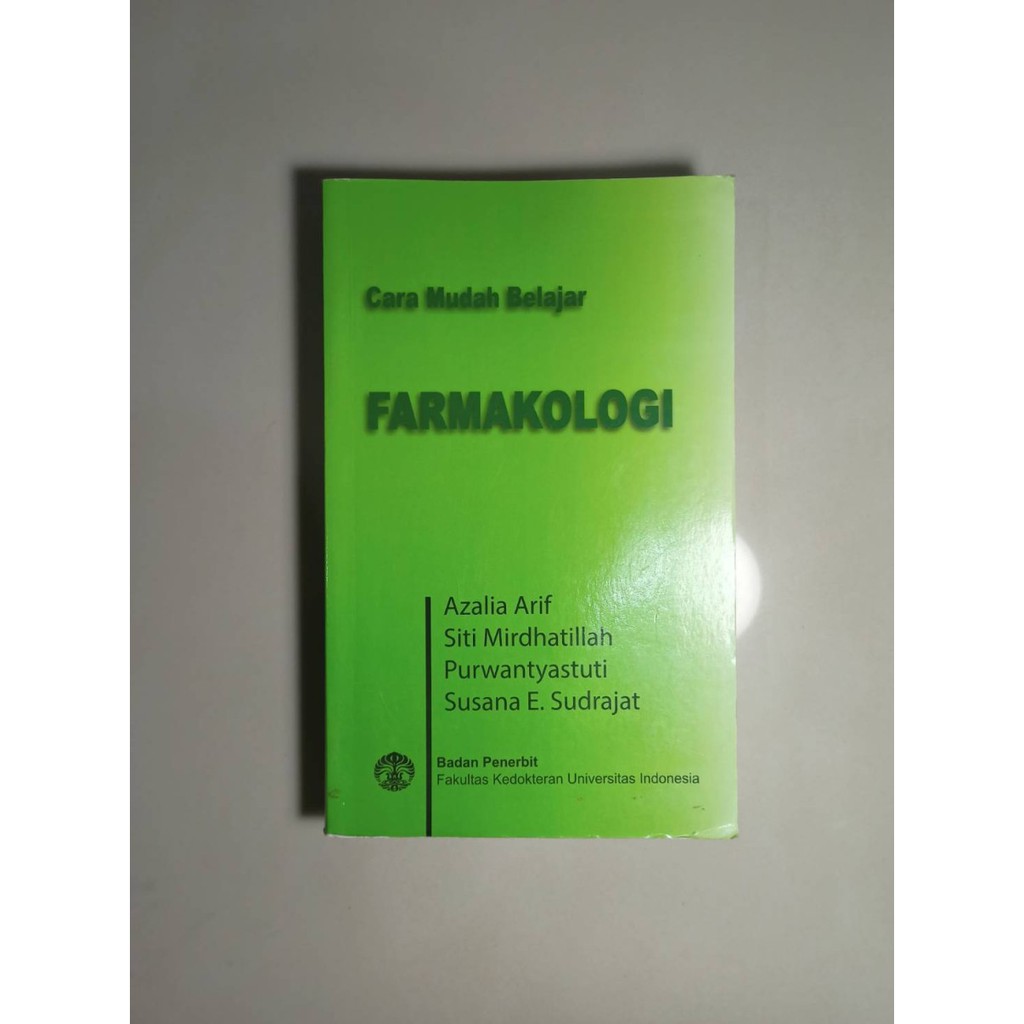 Cara Mudah Belajar
FARMAKOLOGI
Azalia Arif
Siti Mirdhatillah
Purwantyastuti
Susana E. Sudrajat
Badan Penerbit
Fakultas Kedokteran Universitas Indonesia